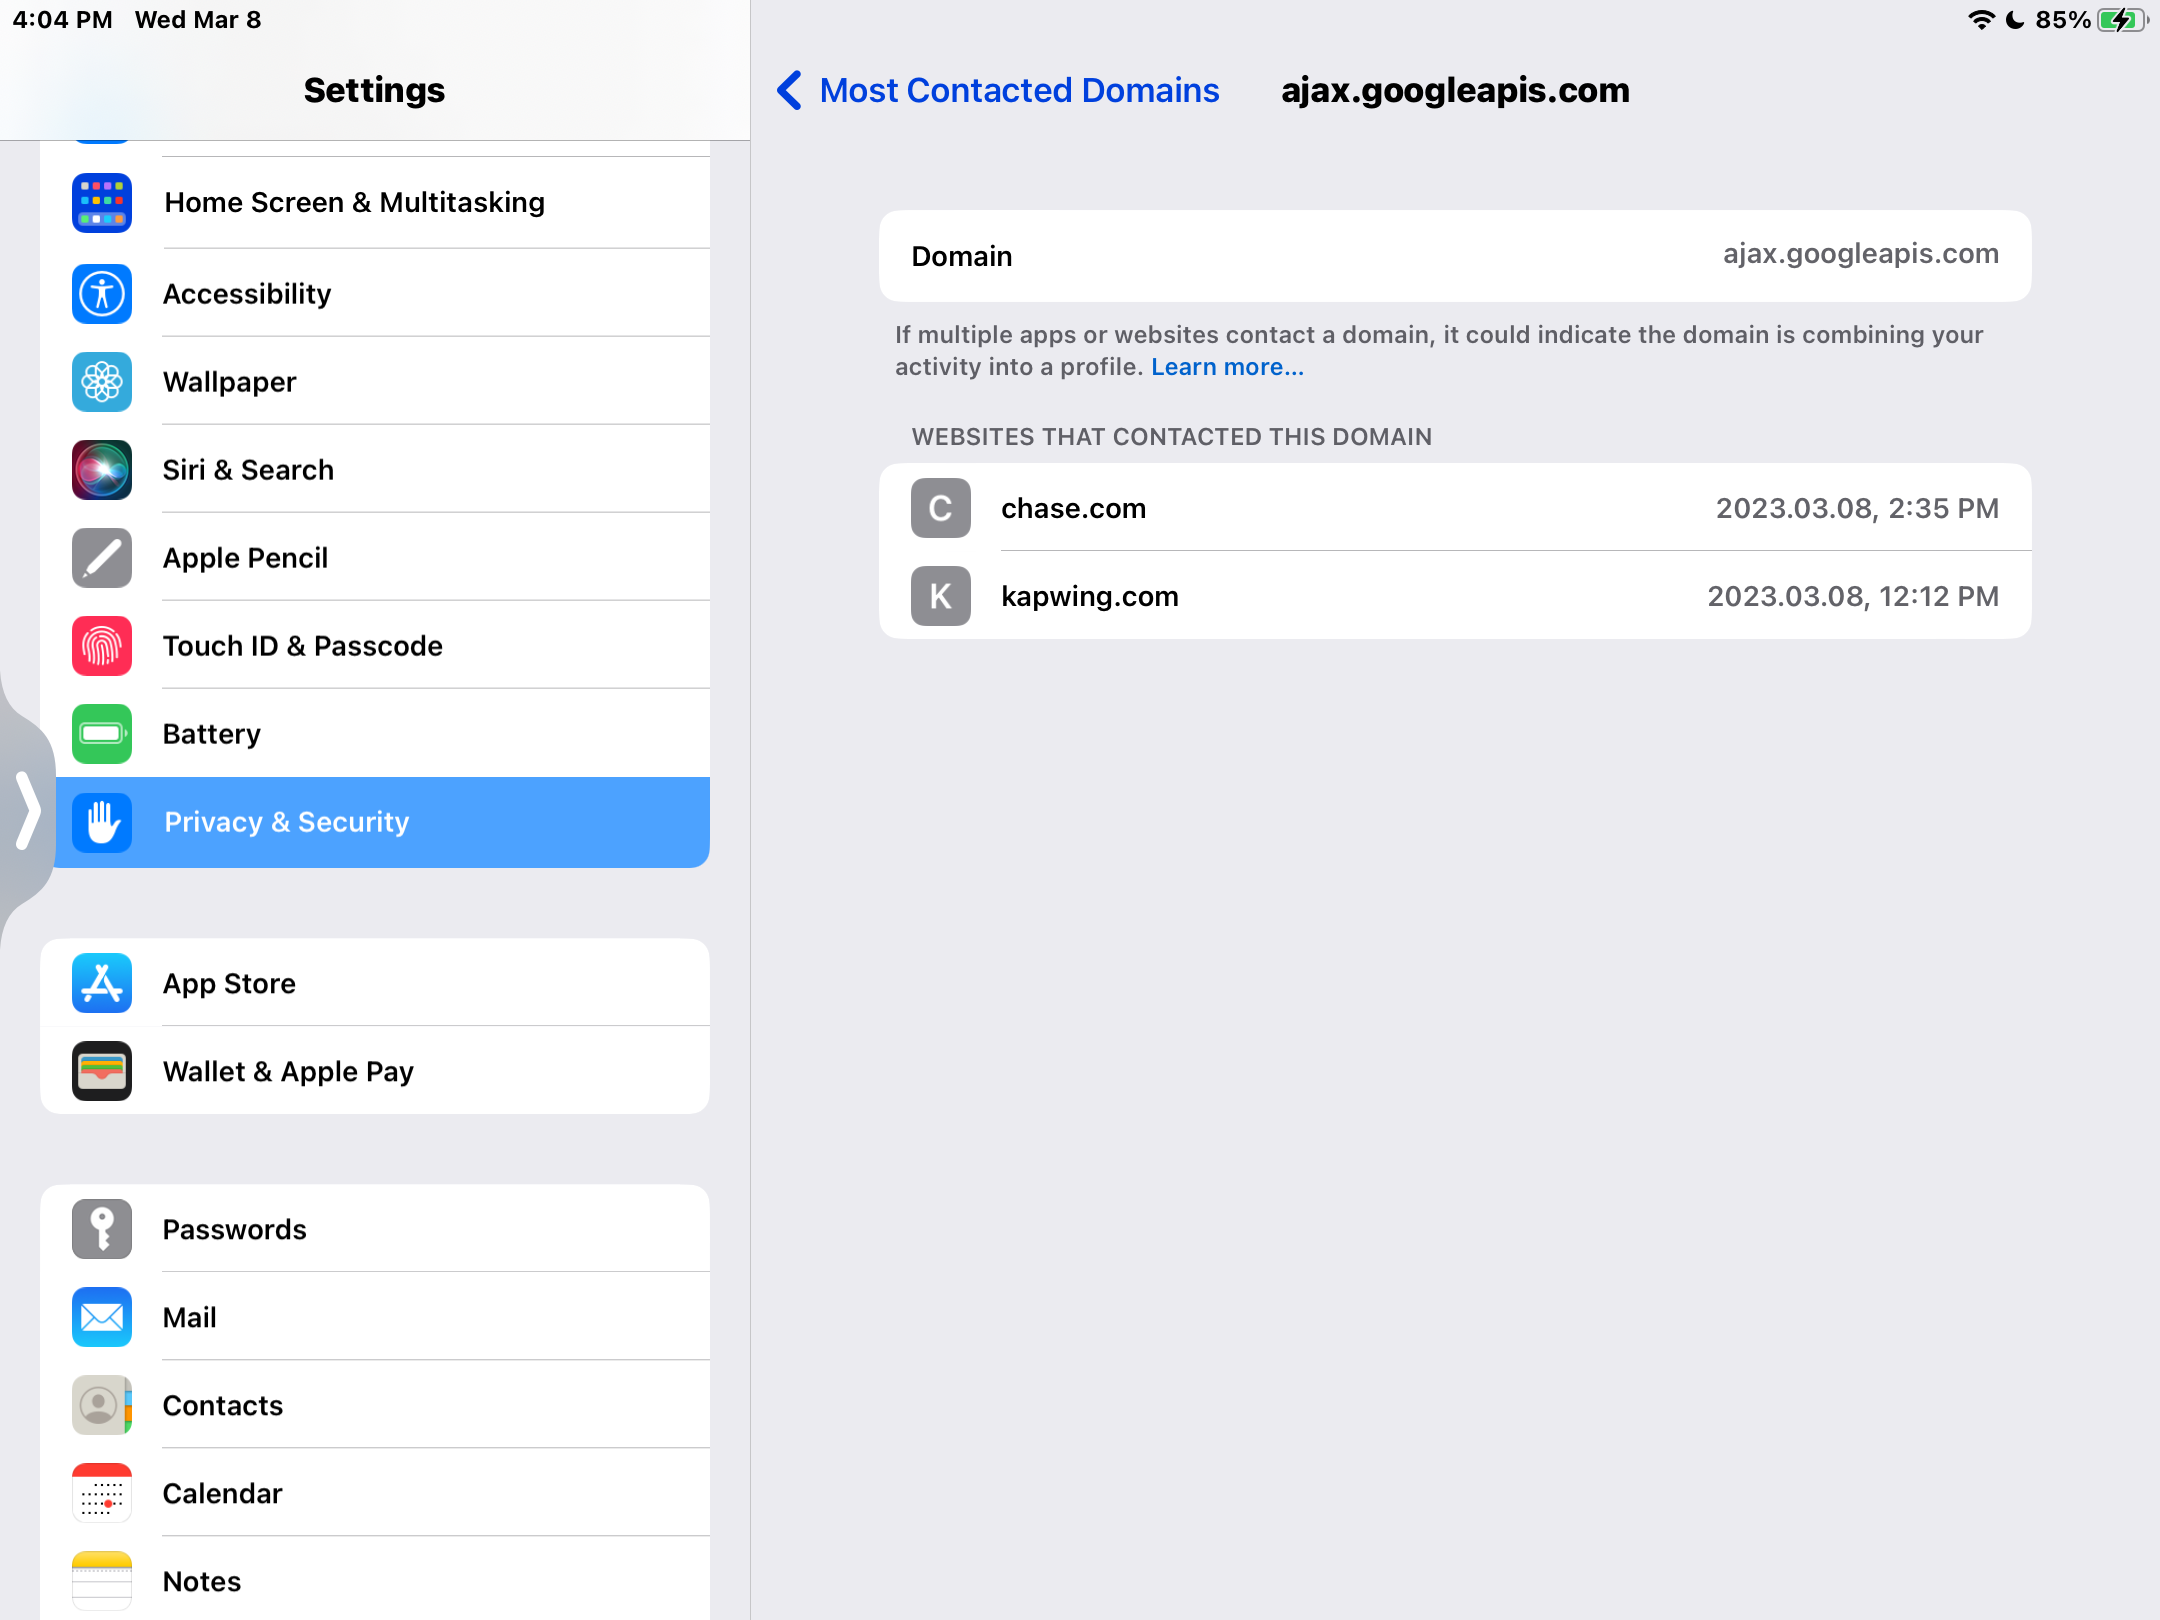 4:04 PM Wed Mar 8
85%
Settings
Home Screen & Multitasking
Accessibility
Wallpaper
Siri & Search
Apple Pencil
Touch ID & Passcode
Battery
Privacy & Security
App Store
Wallet & Apple Pay
Passwords
Mail
Contacts
Calendar
Notes
Most Contacted Domains
ajax.googleapis.com
Domain
ajax.googleapis.com
If multiple apps or websites contact a domain, it could indicate the domain is combining your
activity into a profile. Learn more...
WEBSITES THAT CONTACTED THIS DOMAIN
C chase.com 2023.03.08, 2:35 PM
K kapwing.com 2023.03.08, 12:12 PM